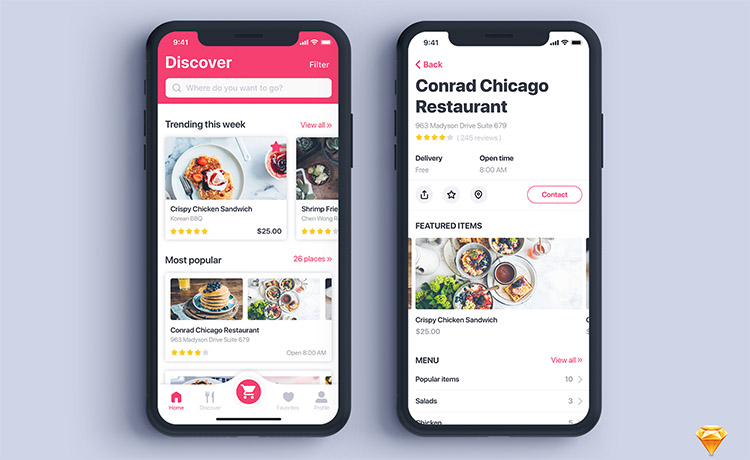 9:41
Discover
Filter
Where do you want to go?
Trending this week
View all »
Crispy Chicken Sandwich
Korean BBQ
$25.00
Shrimp Frie
Chen Wong R
Most popular
26 places »
Conrad Chicago Restaurant
963 Madyson Drive Suite 679
Open 8:00 AM
Home
Discover
Favorites
Profile
9:41
Back
Conrad Chicago
Restaurant
963 Madyson Drive Suite 679
( 245 reviews )
Delivery
Open time
Free
8:00 AM
Contact
FEATURED ITEMS
Crispy Chicken Sandwich
$25.00
MENU
View all »
Popular items
10
Salads
3
Chicken
5